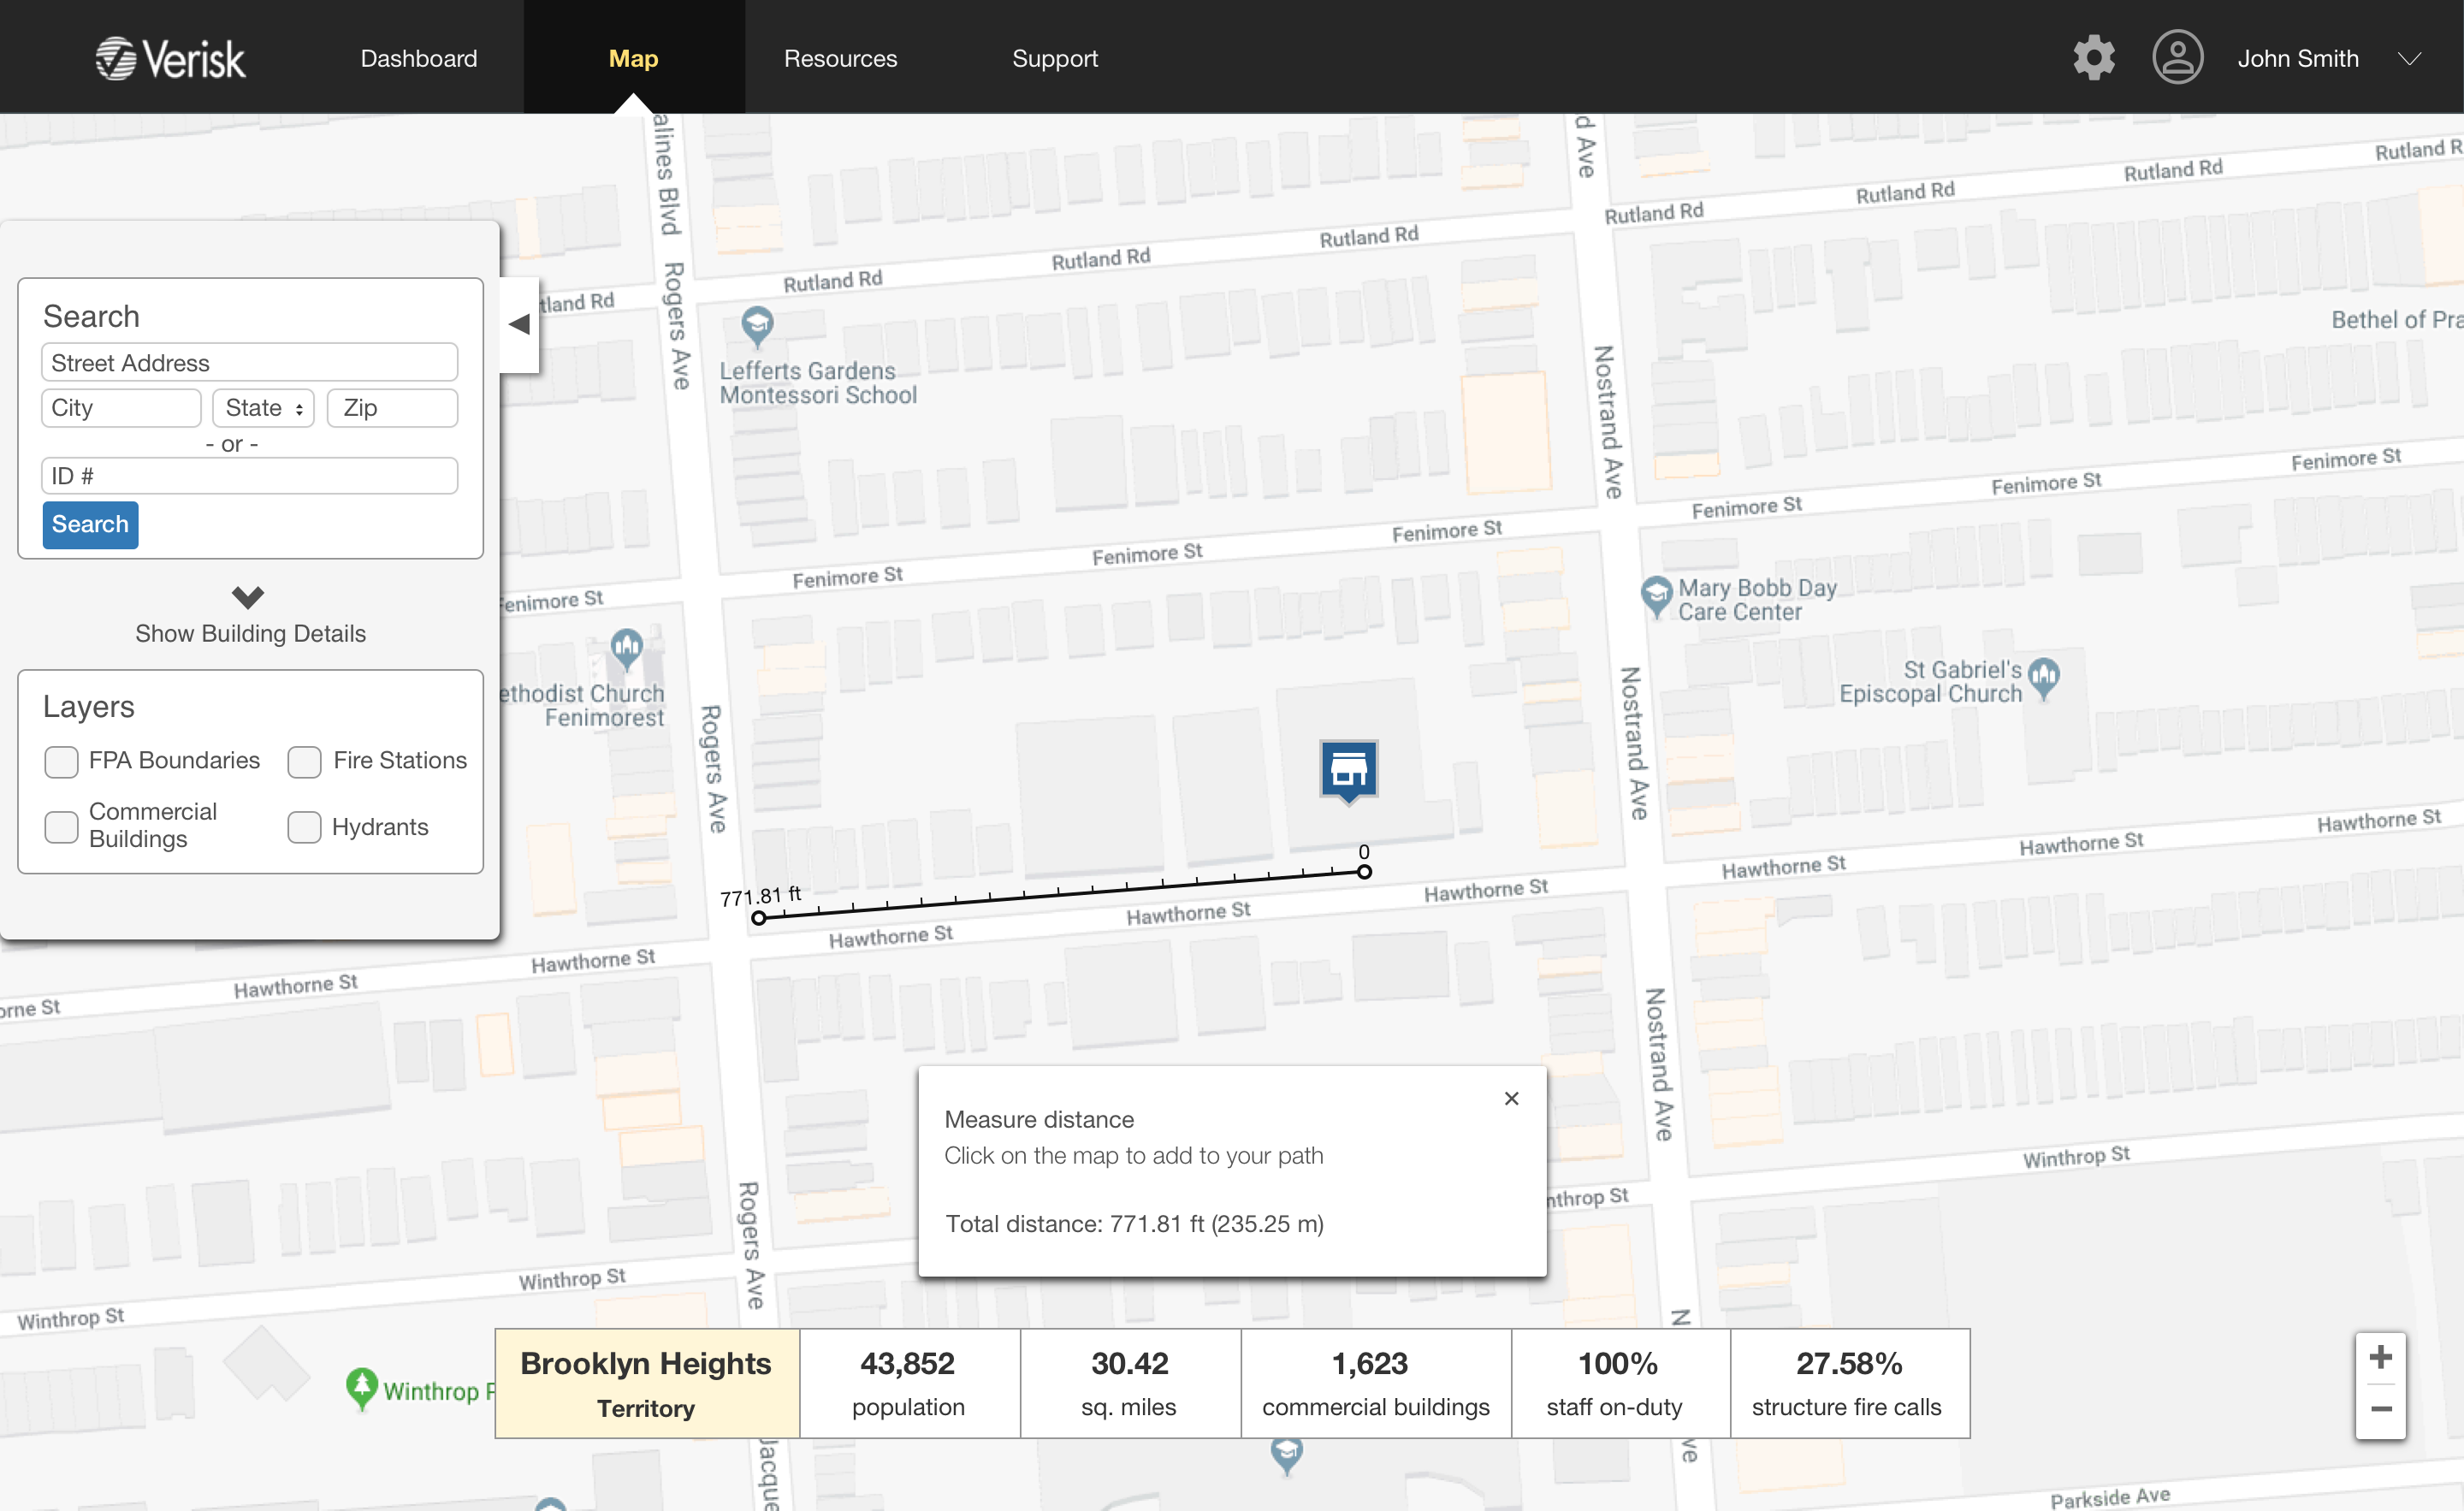 Verisk
Dashboard
Map
Resources
Support
John Smith
Search
Street Address
City
State
Zip
- or -
ID #
Search
Show Building Details
Layers
FPA Boundaries
Fire Stations
Commercial
Buildings
Hydrants
alines Blvd
d Ave
Rutland Rd
Rutland Rd
Rutland Rd
Rutland Rd
Rutland Rd
Rutland Rd
Rutland R
tland Rd
Rogers Ave
Bethel of Pra
Lefferts Gardens
Montessori School
Nostrand Ave
Fenimore St
Fenimore St
Fenimore St
Fenimore St
Fenimore St
Fenimore St
enimore St
Mary Bobb Day
Care Center
St Gabriel's
Episcopal Church
ethodist Church
Fenimorest
Rogers Ave
Nostrand Ave
0
771.81 ft
Hawthorne St
Hawthorne St
Hawthorne St
Hawthorne St
Hawthorne St
Hawthorne St
Hawthorne St
Hawthorne St
orne St
Nostrand Ave
Measure distance
Click on the map to add to your path
Total distance: 771.81 ft (235.25 m)
Winthrop St
nthrop St
Rogers Ave
Winthrop St
Winthrop St
N
Winthrop P
Brooklyn Heights
Territory
43,852
population
30.42
sq. miles
1,623
commercial buildings
100%
staff on-duty
27.58%
structure fire calls
ve
Jacque
Parkside Ave